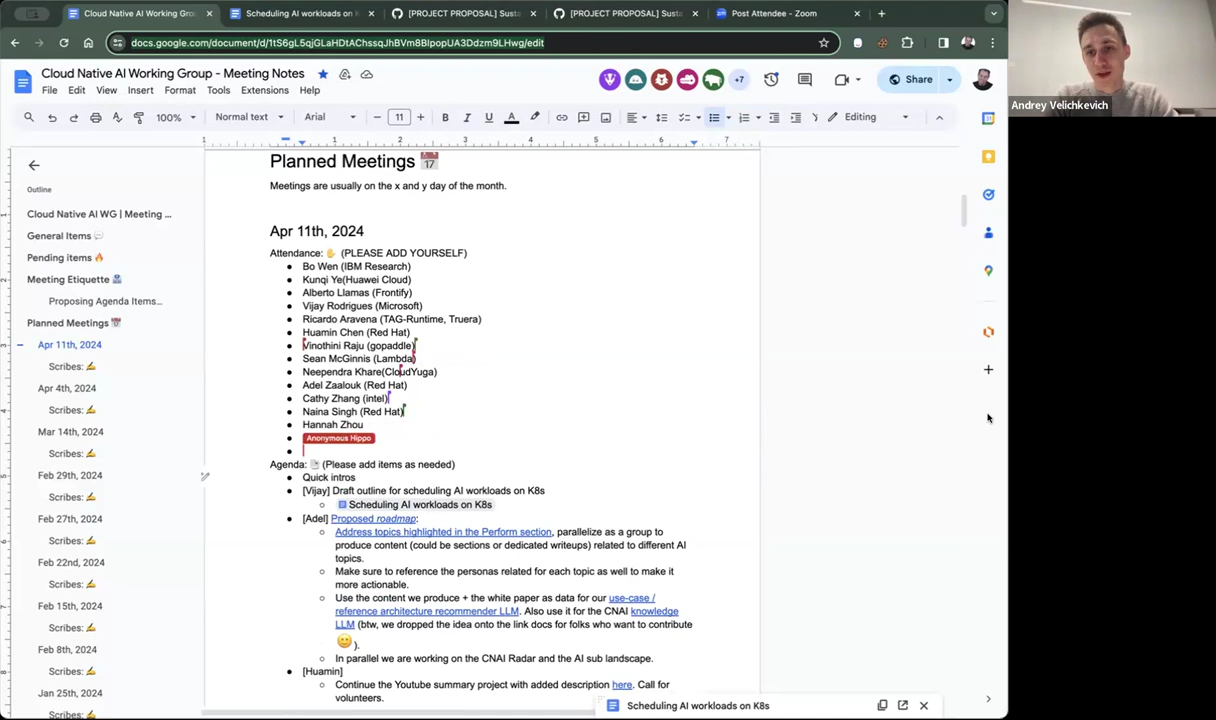 Cloud Native AI Working Grou
Scheduling AI workloads on K
[PROJECT PROPOSAL] Susta
[PROJECT PROPOSAL] Susta
Post Attendee - Zoom
docs.google.com/document/d/1tS6gL5qjGLaHDtAChssqJhBVm8BIpopUA3Ddzm9LHwg/edit
Cloud Native AI Working Group - Meeting Notes
File Edit View Insert Format Tools Extensions Help
+7
Share
100%
Normal text
Arial
11
Editing
Andrey Velichkevich
Outline
Cloud Native AI WG | Meeting ...
General Items
Pending items
Meeting Etiquette
Proposing Agenda Items...
Planned Meetings
Apr 11th, 2024
Scribes:
Apr 4th, 2024
Scribes:
Mar 14th, 2024
Scribes:
Feb 29th, 2024
Scribes:
Feb 27th, 2024
Scribes:
Feb 22nd, 2024
Scribes:
Feb 15th, 2024
Scribes:
Feb 8th, 2024
Scribes:
Jan 25th, 2024
Scribes:
Planned Meetings
Meetings are usually on the x and y day of the month.
Apr 11th, 2024
Attendance: (PLEASE ADD YOURSELF)
Bo Wen (IBM Research)
Kunqi Ye(Huawei Cloud)
Alberto Llamas (Frontify)
Vijay Rodrigues (Microsoft)
Ricardo Aravena (TAG-Runtime, Truera)
Huamin Chen (Red Hat)
Vinothini Raju (gopaddle)
Sean McGinnis (Lambda)
Neependra Khare(CloudYuga)
Adel Zaalouk (Red Hat)
Cathy Zhang (intel)
Naina Singh (Red Hat)
Hannah Zhou
Anonymous Hippo
Agenda: (Please add items as needed)
Quick intros
[Vijay] Draft outline for scheduling AI workloads on K8s
Scheduling AI workloads on K8s
[Adel] Proposed roadmap:
Address topics highlighted in the Perform section, parallelize as a group to
produce content (could be sections or dedicated writeups) related to different AI
topics.
Make sure to reference the personas related for each topic as well to make it
more actionable.
Use the content we produce + the white paper as data for our use-case /
reference architecture recommender LLM. Also use it for the CNAI knowledge
LLM (btw, we dropped the idea onto the link docs for folks who want to contribute
).
In parallel we are working on the CNAI Radar and the AI sub landscape.
[Huamin]
Continue the Youtube summary project with added description here. Call for
volunteers.
Scheduling AI workloads on K8s